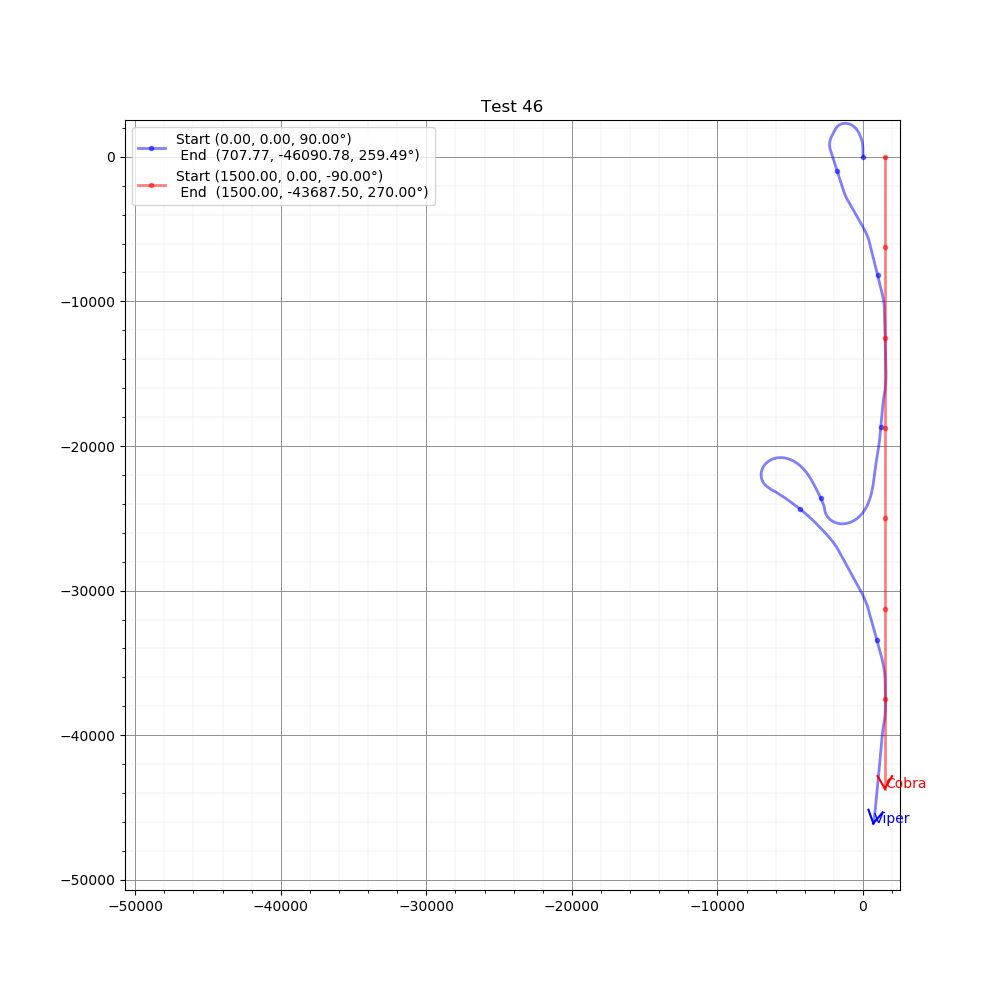 Test 46
Start (0.00, 0.00, 90.00°)
End  (707.77, -46090.78, 259.49°)
Start (1500.00, 0.00, -90.00°)
End  (1500.00, -43687.50, 270.00°)
0
−10000
−20000
−30000
−40000
−50000
Cobra
Viper
−50000 −40000 −30000 −20000 −10000 0